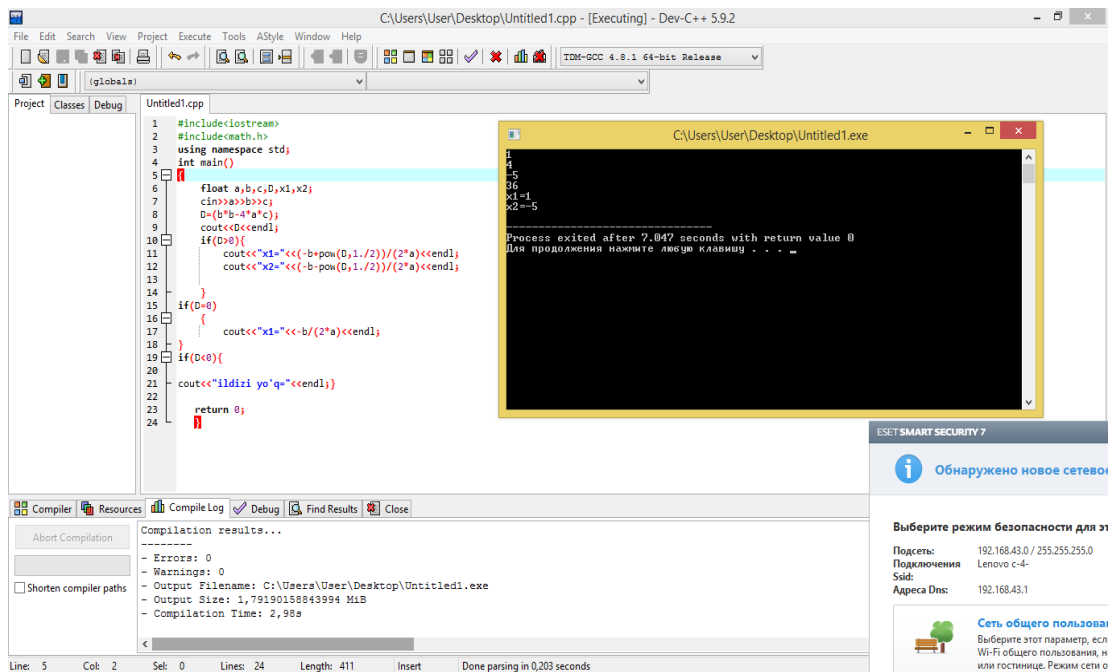 C:\Users\User\Desktop\Untitled1.cpp - [Executing] - Dev-C++ 5.9.2
File Edit Search View Project Execute Tools AStyle Window Help
TDM-GCC 4.8.1 64-bit Release
(globals)
Project Classes Debug
Untitled1.cpp
1 #include<iostream>
2 #include<math.h>
3 using namespace std;
4 int main()
5 {
6 float a,b,c,D,x1,x2;
7 cin>>a>>b>>c;
8 D=(b*b-4*a*c);
9 cout<<D<<endl;
10 if(D>0){
11 cout<<"x1="<<(-b+pow(D,1./2))/(2*a)<<endl;
12 cout<<"x2="<<(-b-pow(D,1./2))/(2*a)<<endl;
13
14 }
15 if(D=0)
16 {
17 cout<<"x1="<<-b/(2*a)<<endl;
18 }
19 if(D<0){
20
21 cout<<"ildizi yo'q="<<endl;}
22
23 return 0;
24 }
C:\Users\User\Desktop\Untitled1.exe
1
4
-5
36
x1=1
x2=-5
--------------------------------
Process exited after 7.047 seconds with return value 0
Для продолжения нажмите любую клавишу . . .
Compiler Resources Compile Log Debug Find Results Close
Abort Compilation
Shorten compiler paths
Compilation results...
--------
- Errors: 0
- Warnings: 0
- Output Filename: C:\Users\User\Desktop\Untitled1.exe
- Output Size: 1,79190158843994 MiB
- Compilation Time: 2,98s
Line: 5 Col: 2 Sel: 0 Lines: 24 Length: 411 Insert Done parsing in 0,203 seconds
ESET SMART SECURITY 7
Обнаружено новое сетевое
Выберите режим безопасности для эт
Подсеть: 192.168.43.0 / 255.255.255.0
Подключения Lenovo c-4-
Ssid:
Адреса Dns: 192.168.43.1
Сеть общего пользован
Выберите этот параметр, есл
Wi-Fi общего пользования, н
или гостинице. Режим сети о